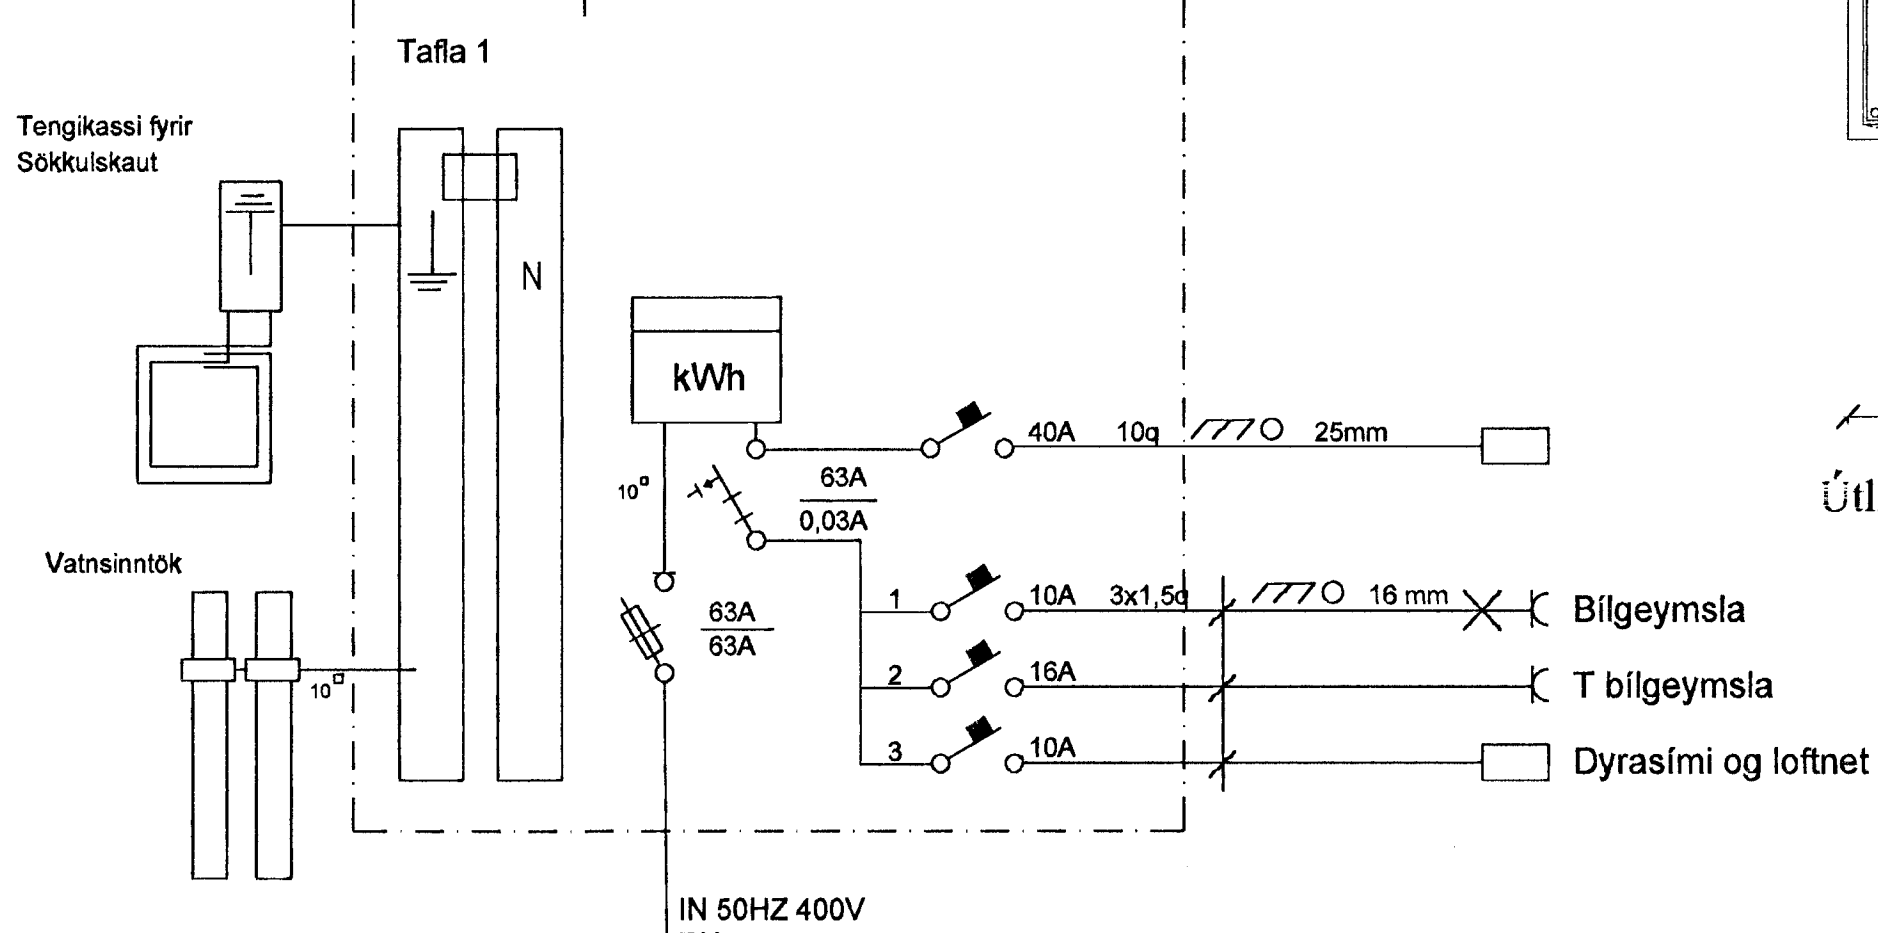 Tafla 1
Tengikassi fyrir
Sökkulskaut
N
kWh
40A 10q 25mm
10
63A
0,03A
Útl
Vatnsinntök
63A
63A
1 10A 3x1,5q 16 mm Bílgeymsla
2 16A T bílgeymsla
10
3 10A Dyrasími og loftnet
IN 50HZ 400V